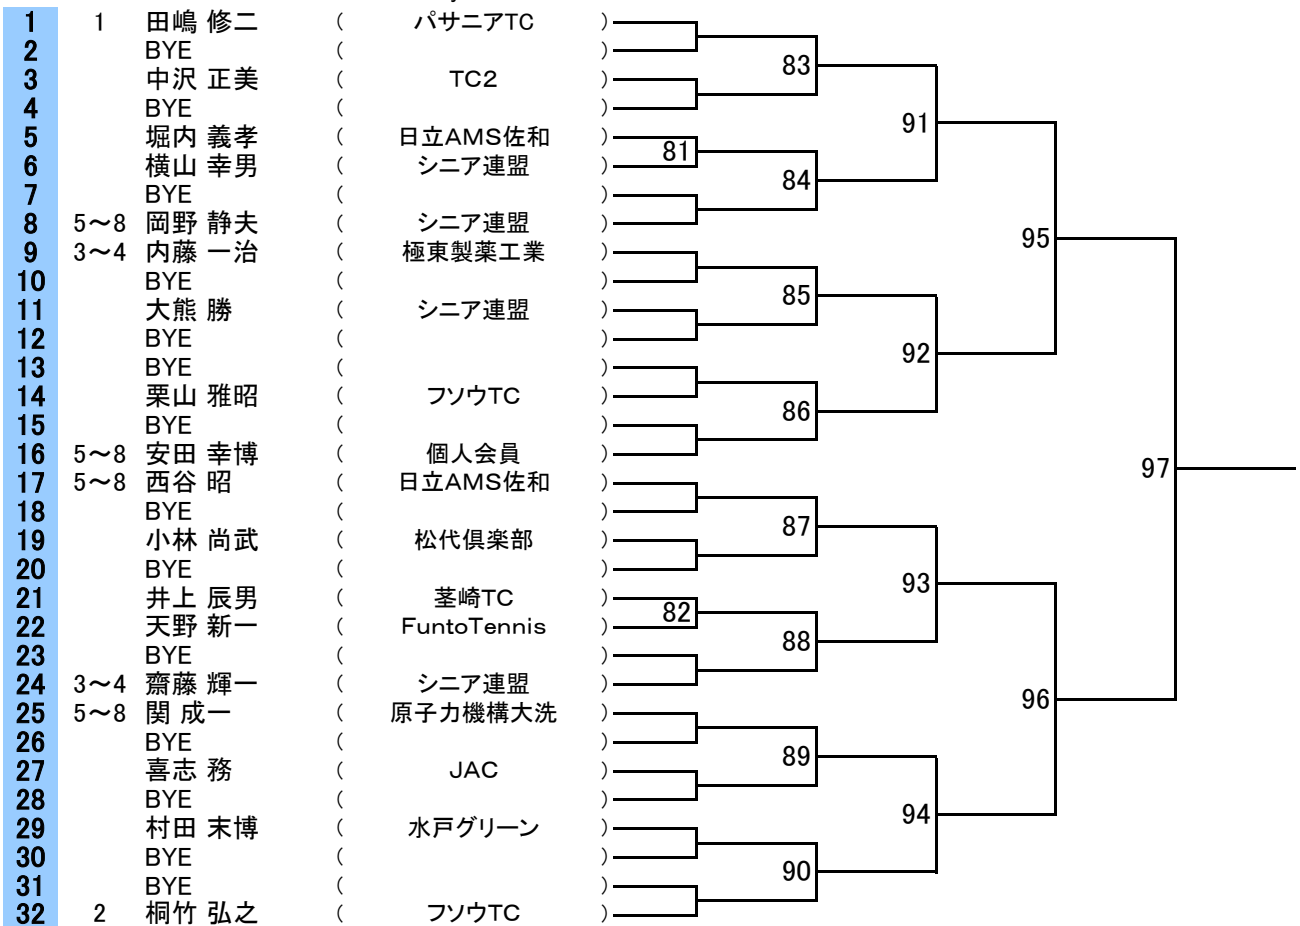 1 1 田嶋 修二 ( パサニアTC )
2 BYE ( )
3 中沢 正美 ( TC2 )
4 BYE ( )
5 堀内 義孝 ( 日立AMS佐和 )
6 横山 幸男 ( シニア連盟 )
7 BYE ( )
8 5～8 岡野 静夫 ( シニア連盟 )
9 3～4 内藤 一治 ( 極東製薬工業 )
10 BYE ( )
11 大熊 勝 ( シニア連盟 )
12 BYE ( )
13 BYE ( )
14 栗山 雅昭 ( フソウTC )
15 BYE ( )
16 5～8 安田 幸博 ( 個人会員 )
17 5～8 西谷 昭 ( 日立AMS佐和 )
18 BYE ( )
19 小林 尚武 ( 松代倶楽部 )
20 BYE ( )
21 井上 辰男 ( 茎崎TC )
22 天野 新一 ( FuntoTennis )
23 BYE ( )
24 3～4 齋藤 輝一 ( シニア連盟 )
25 5～8 関 成一 ( 原子力機構大洗 )
26 BYE ( )
27 喜志 務 ( JAC )
28 BYE ( )
29 村田 末博 ( 水戸グリーン )
30 BYE ( )
31 BYE ( )
32 2 桐竹 弘之 ( フソウTC )
81
82
83
84
85
86
87
88
89
90
91
92
93
94
95
96
97